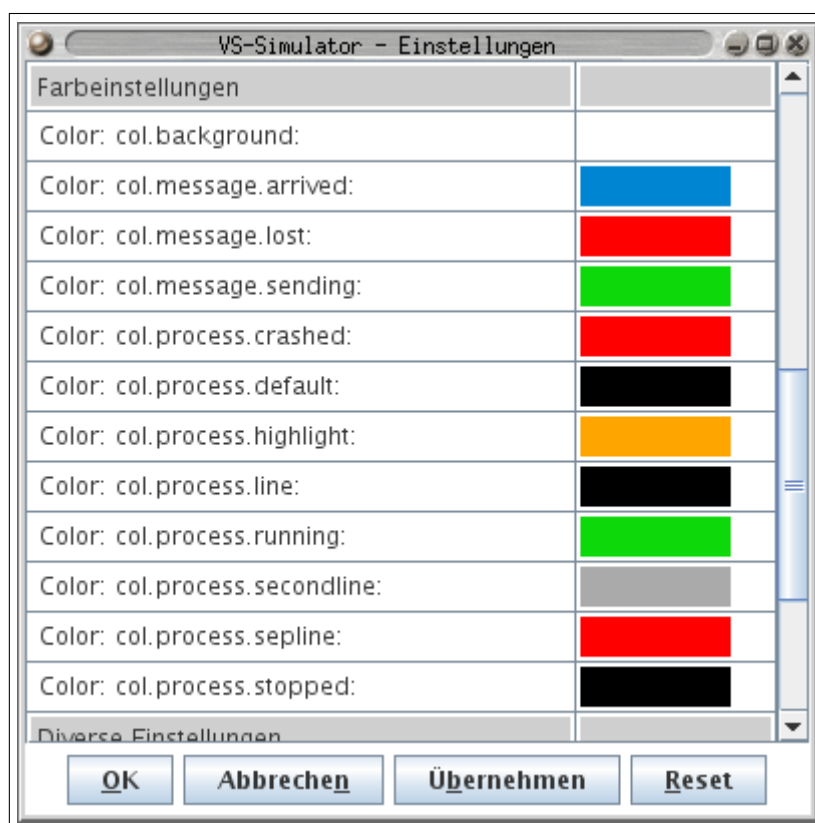 VS-Simulator - Einstellungen
Farbeinstellungen
Color: col.background:
Color: col.message.arrived:
Color: col.message.lost:
Color: col.message.sending:
Color: col.process.crashed:
Color: col.process.default:
Color: col.process.highlight:
Color: col.process.line:
Color: col.process.running:
Color: col.process.secondline:
Color: col.process.sepline:
Color: col.process.stopped:
Diverse Einstellungen
OK Abbrechen Übernehmen Reset